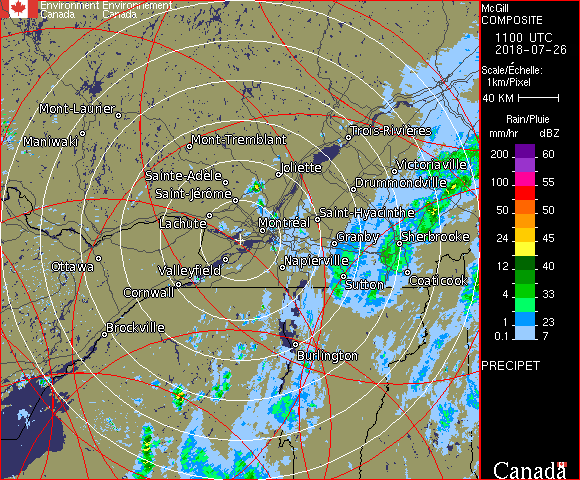 Environment Environnement
Canada Canada
Mont-Laurier
Maniwaki
Mont-Tremblant
Trois-Rivières
Sainte-Adèle
Joliette
Victoriaville
Saint-Jérôme
Drummondville
Lachute
Montréal
Saint-Hyacinthe
Granby
Sherbrooke
Ottawa
Valleyfield
Napierville
Cornwall
Sutton
Coaticook
Brockville
Burlington
McGill
COMPOSITE
1100 UTC
2018-07-26
Scale/Échelle:
1km/Pixel
40 KM
Rain/Pluie
mm/hr dBZ
200 60
100 55
50 50
24 45
12 40
4 33
1 23
0.1 7
PRECIPET
Canada